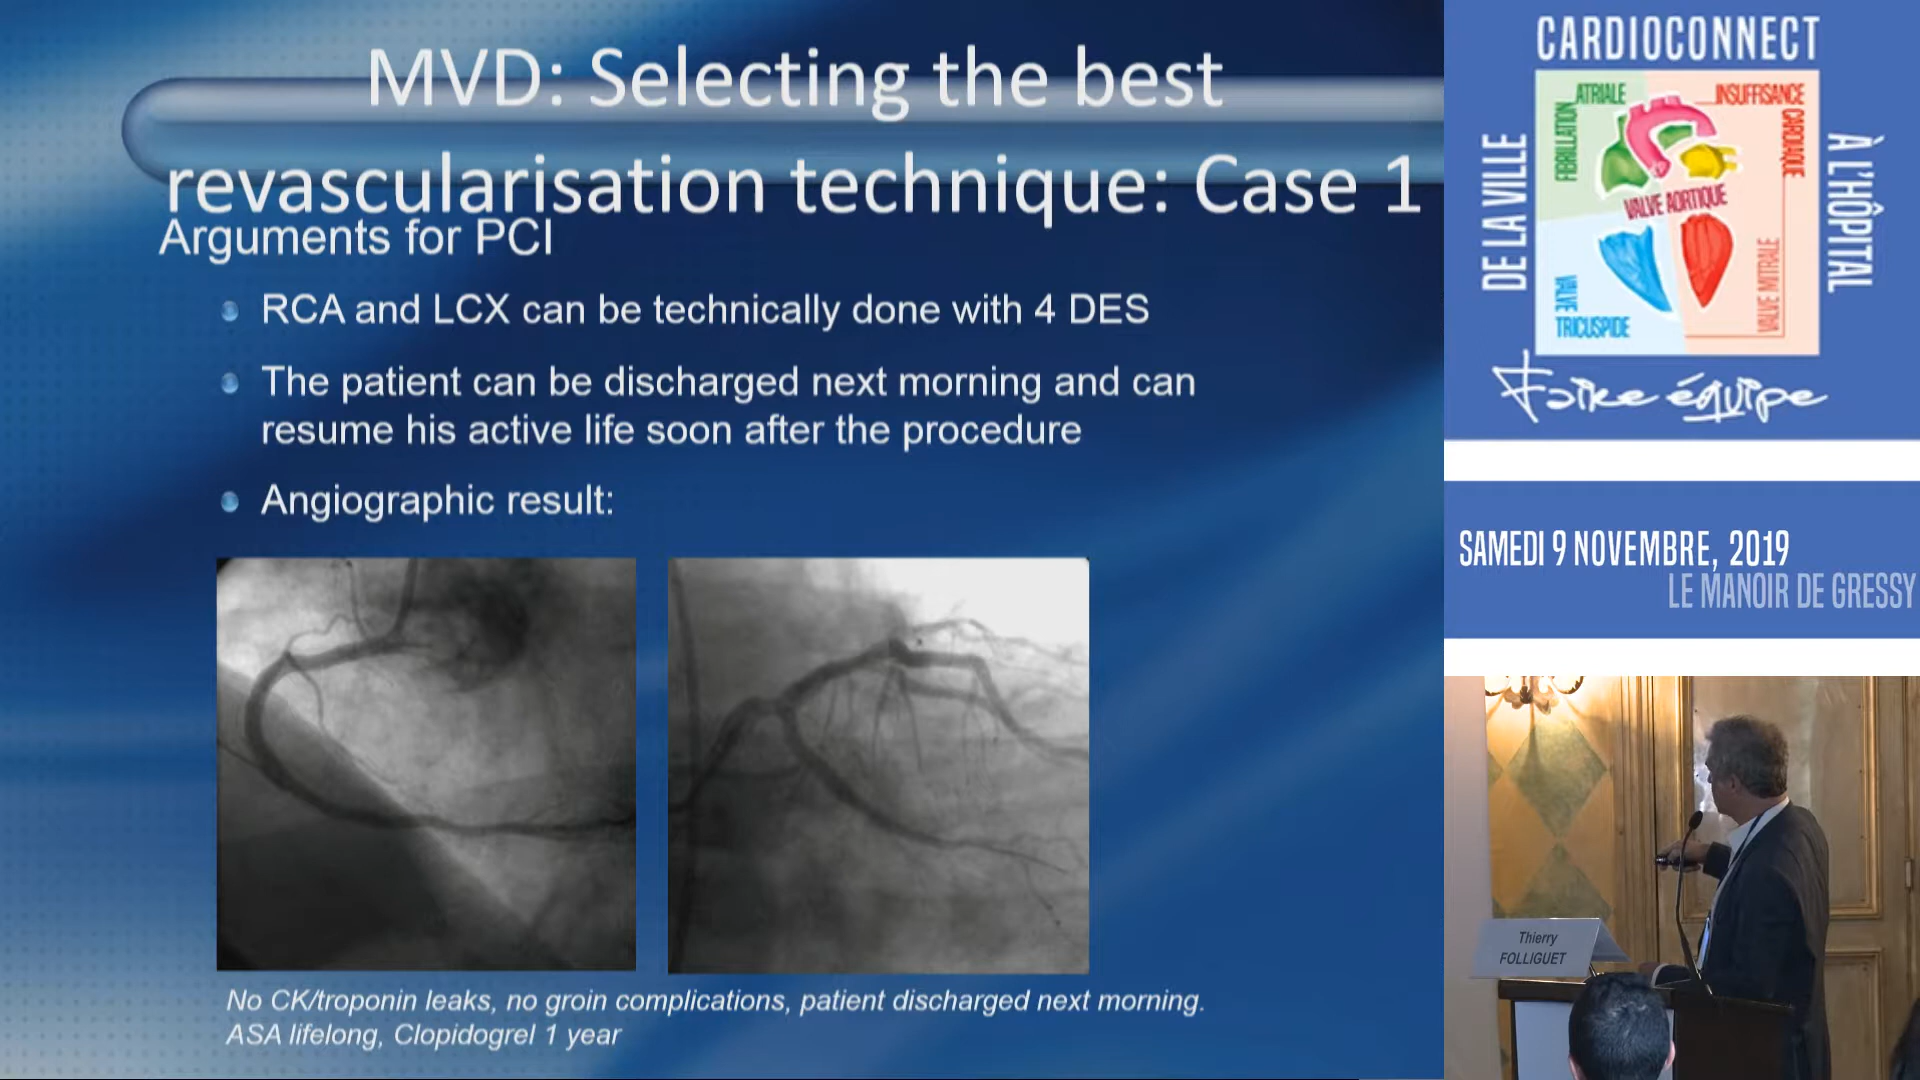 MVD: Selecting the best
revascularisation technique: Case 1
Arguments for PCI
RCA and LCX can be technically done with 4 DES
The patient can be discharged next morning and can
resume his active life soon after the procedure
Angiographic result:
No CK/troponin leaks, no groin complications, patient discharged next morning.
ASA lifelong, Clopidogrel 1 year
CARDIOCONNECT
DE LA VILLE
À L'HÔPITAL
FIBRILLATION
ATRIALE
INSUFFISANCE
CARDIAQUE
VALVE AORTIQUE
VALVE
TRICUSPIDE
VALVE MITRALE
Faire équipe
SAMEDI 9 NOVEMBRE, 2019
LE MANOIR DE GRESSY
Thierry
FOLLIGUET